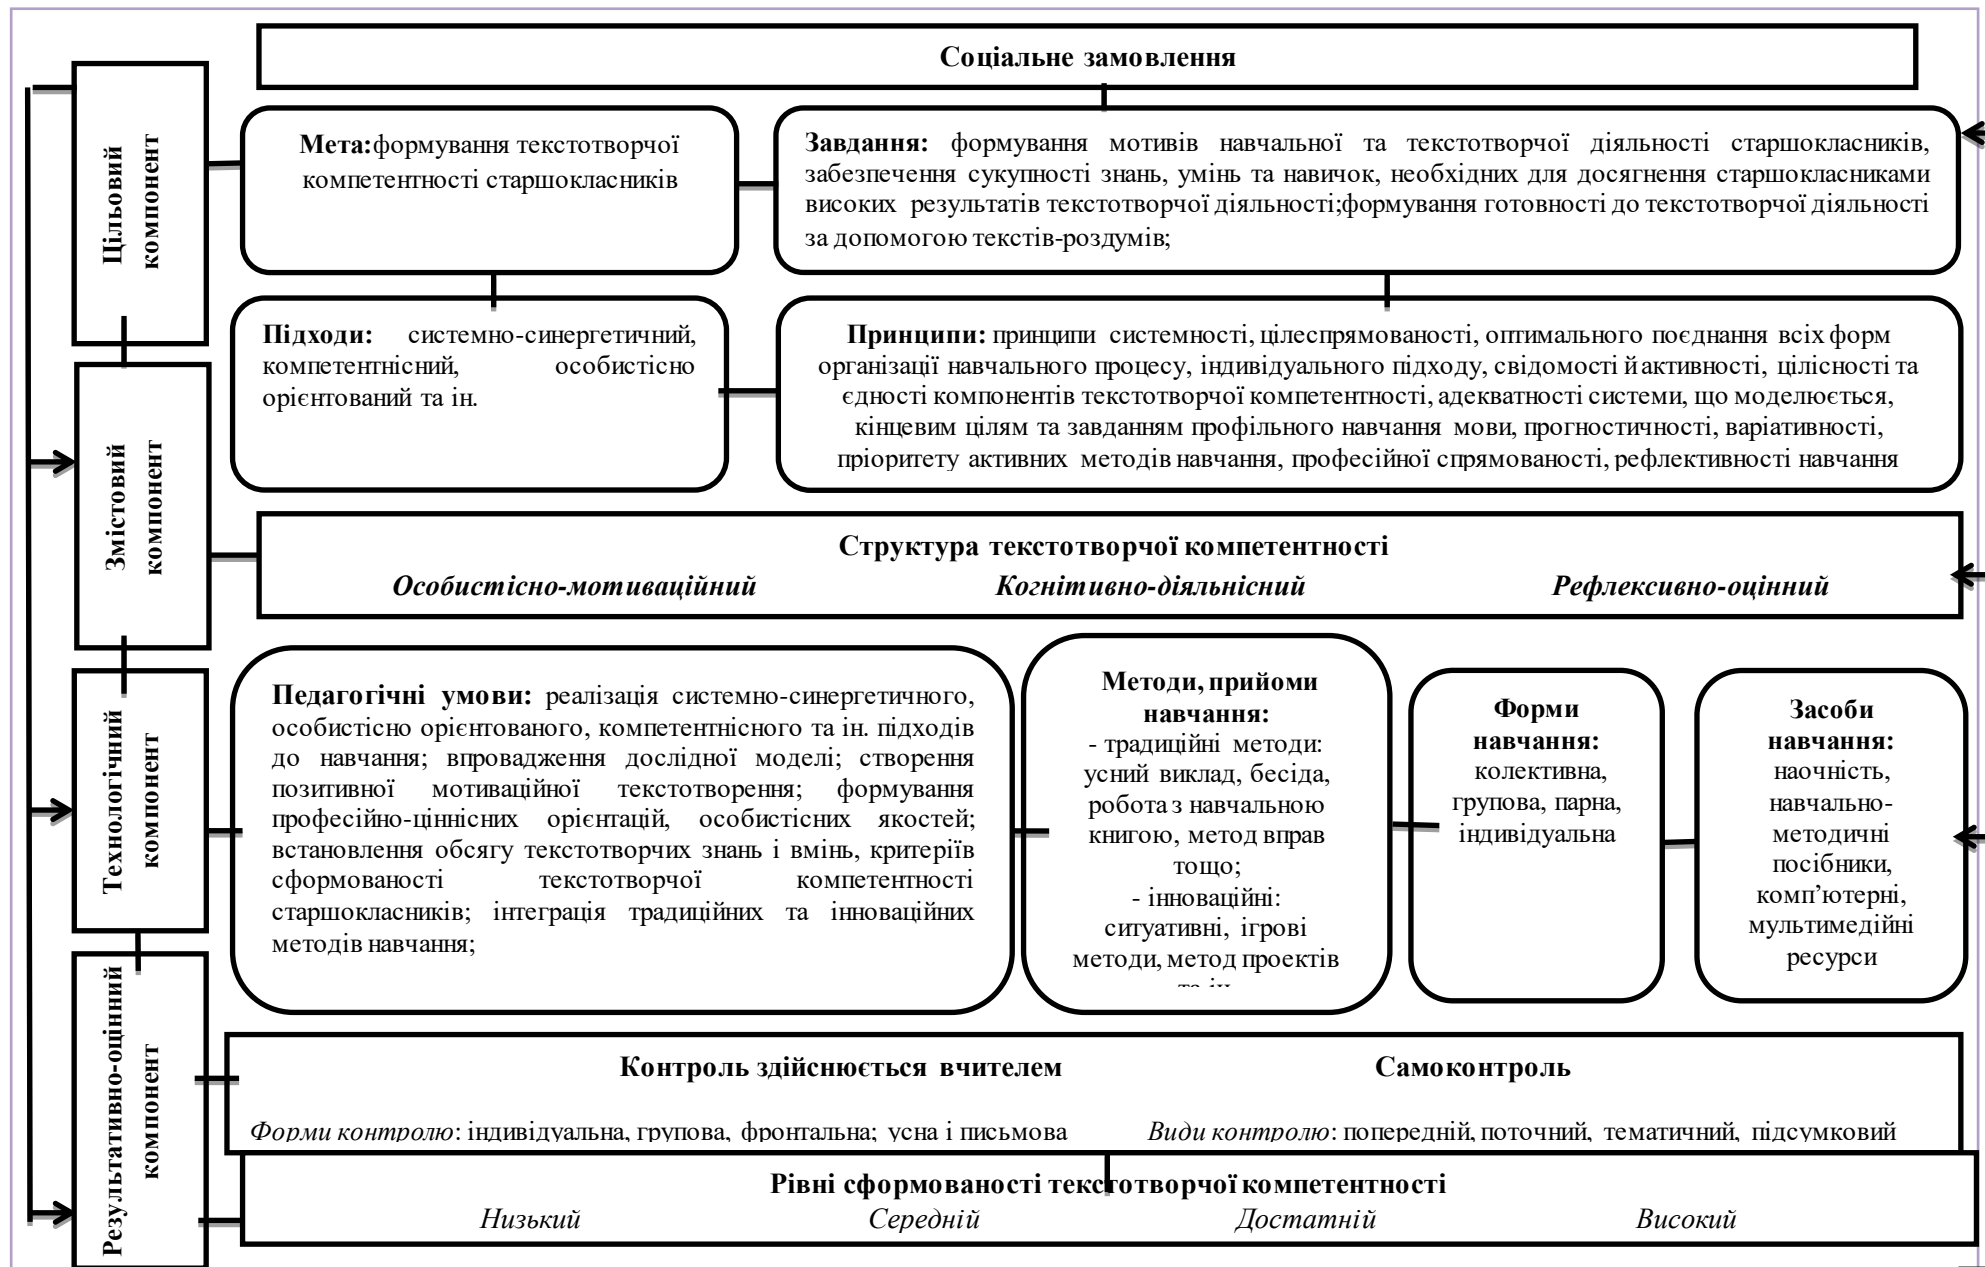 Соціальне замовлення
Цільовий
компонент
Мета:формування текстотворчої
компетентності старшокласників
Завдання: формування мотивів навчальної та текстотворчої діяльності старшокласників,
забезпечення сукупності знань, умінь та навичок, необхідних для досягнення старшокласниками
високих результатів текстотворчої діяльності;формування готовності до текстотворчої діяльності
за допомогою текстів-роздумів;
Підходи: системно-синергетичний,
компетентнісний, особистісно
орієнтований та ін.
Принципи: принципи системності, цілеспрямованості, оптимального поєднання всіх форм
організації навчального процесу, індивідуального підходу, свідомості й активності, цілісності та
єдності компонентів текстотворчої компетентності, адекватності системи, що моделюється,
кінцевим цілям та завданням профільного навчання мови, прогностичності, варіативності,
пріоритету активних методів навчання, професійної спрямованості, рефлективності навчання
Змістовий
компонент
Структура текстотворчої компетентності
Особистісно-мотиваційний Когнітивно-діяльнісний Рефлексивно-оцінний
Технологічний
компонент
Педагогічні умови: реалізація системно-синергетичного,
особистісно орієнтованого, компетентнісного та ін. підходів
до навчання; впровадження дослідної моделі; створення
позитивної мотиваційної текстотворення; формування
професійно-ціннісних орієнтацій, особистісних якостей;
встановлення обсягу текстотворчих знань і вмінь, критеріїв
сформованості текстотворчої компетентності
старшокласників; інтеграція традиційних та інноваційних
методів навчання;
Методи, прийоми
навчання:
- традиційні методи:
усний виклад, бесіда,
робота з навчальною
книгою, метод вправ
тощо;
- інноваційні:
ситуативні, ігрові
методи, метод проектів
Форми
навчання:
колективна,
групова, парна,
індивідуальна
Засоби
навчання:
наочність,
навчально-
методичні
посібники,
комп’ютерні,
мультимедійні
ресурси
Результативно-оцінний
компонент
Контроль здійснюється вчителем Самоконтроль
Форми контролю: індивідуальна, групова, фронтальна; усна і письмова Види контролю: попередній, поточний, тематичний, підсумковий
Рівні сформованості текстотворчої компетентності
Низький Середній Достатній Високий